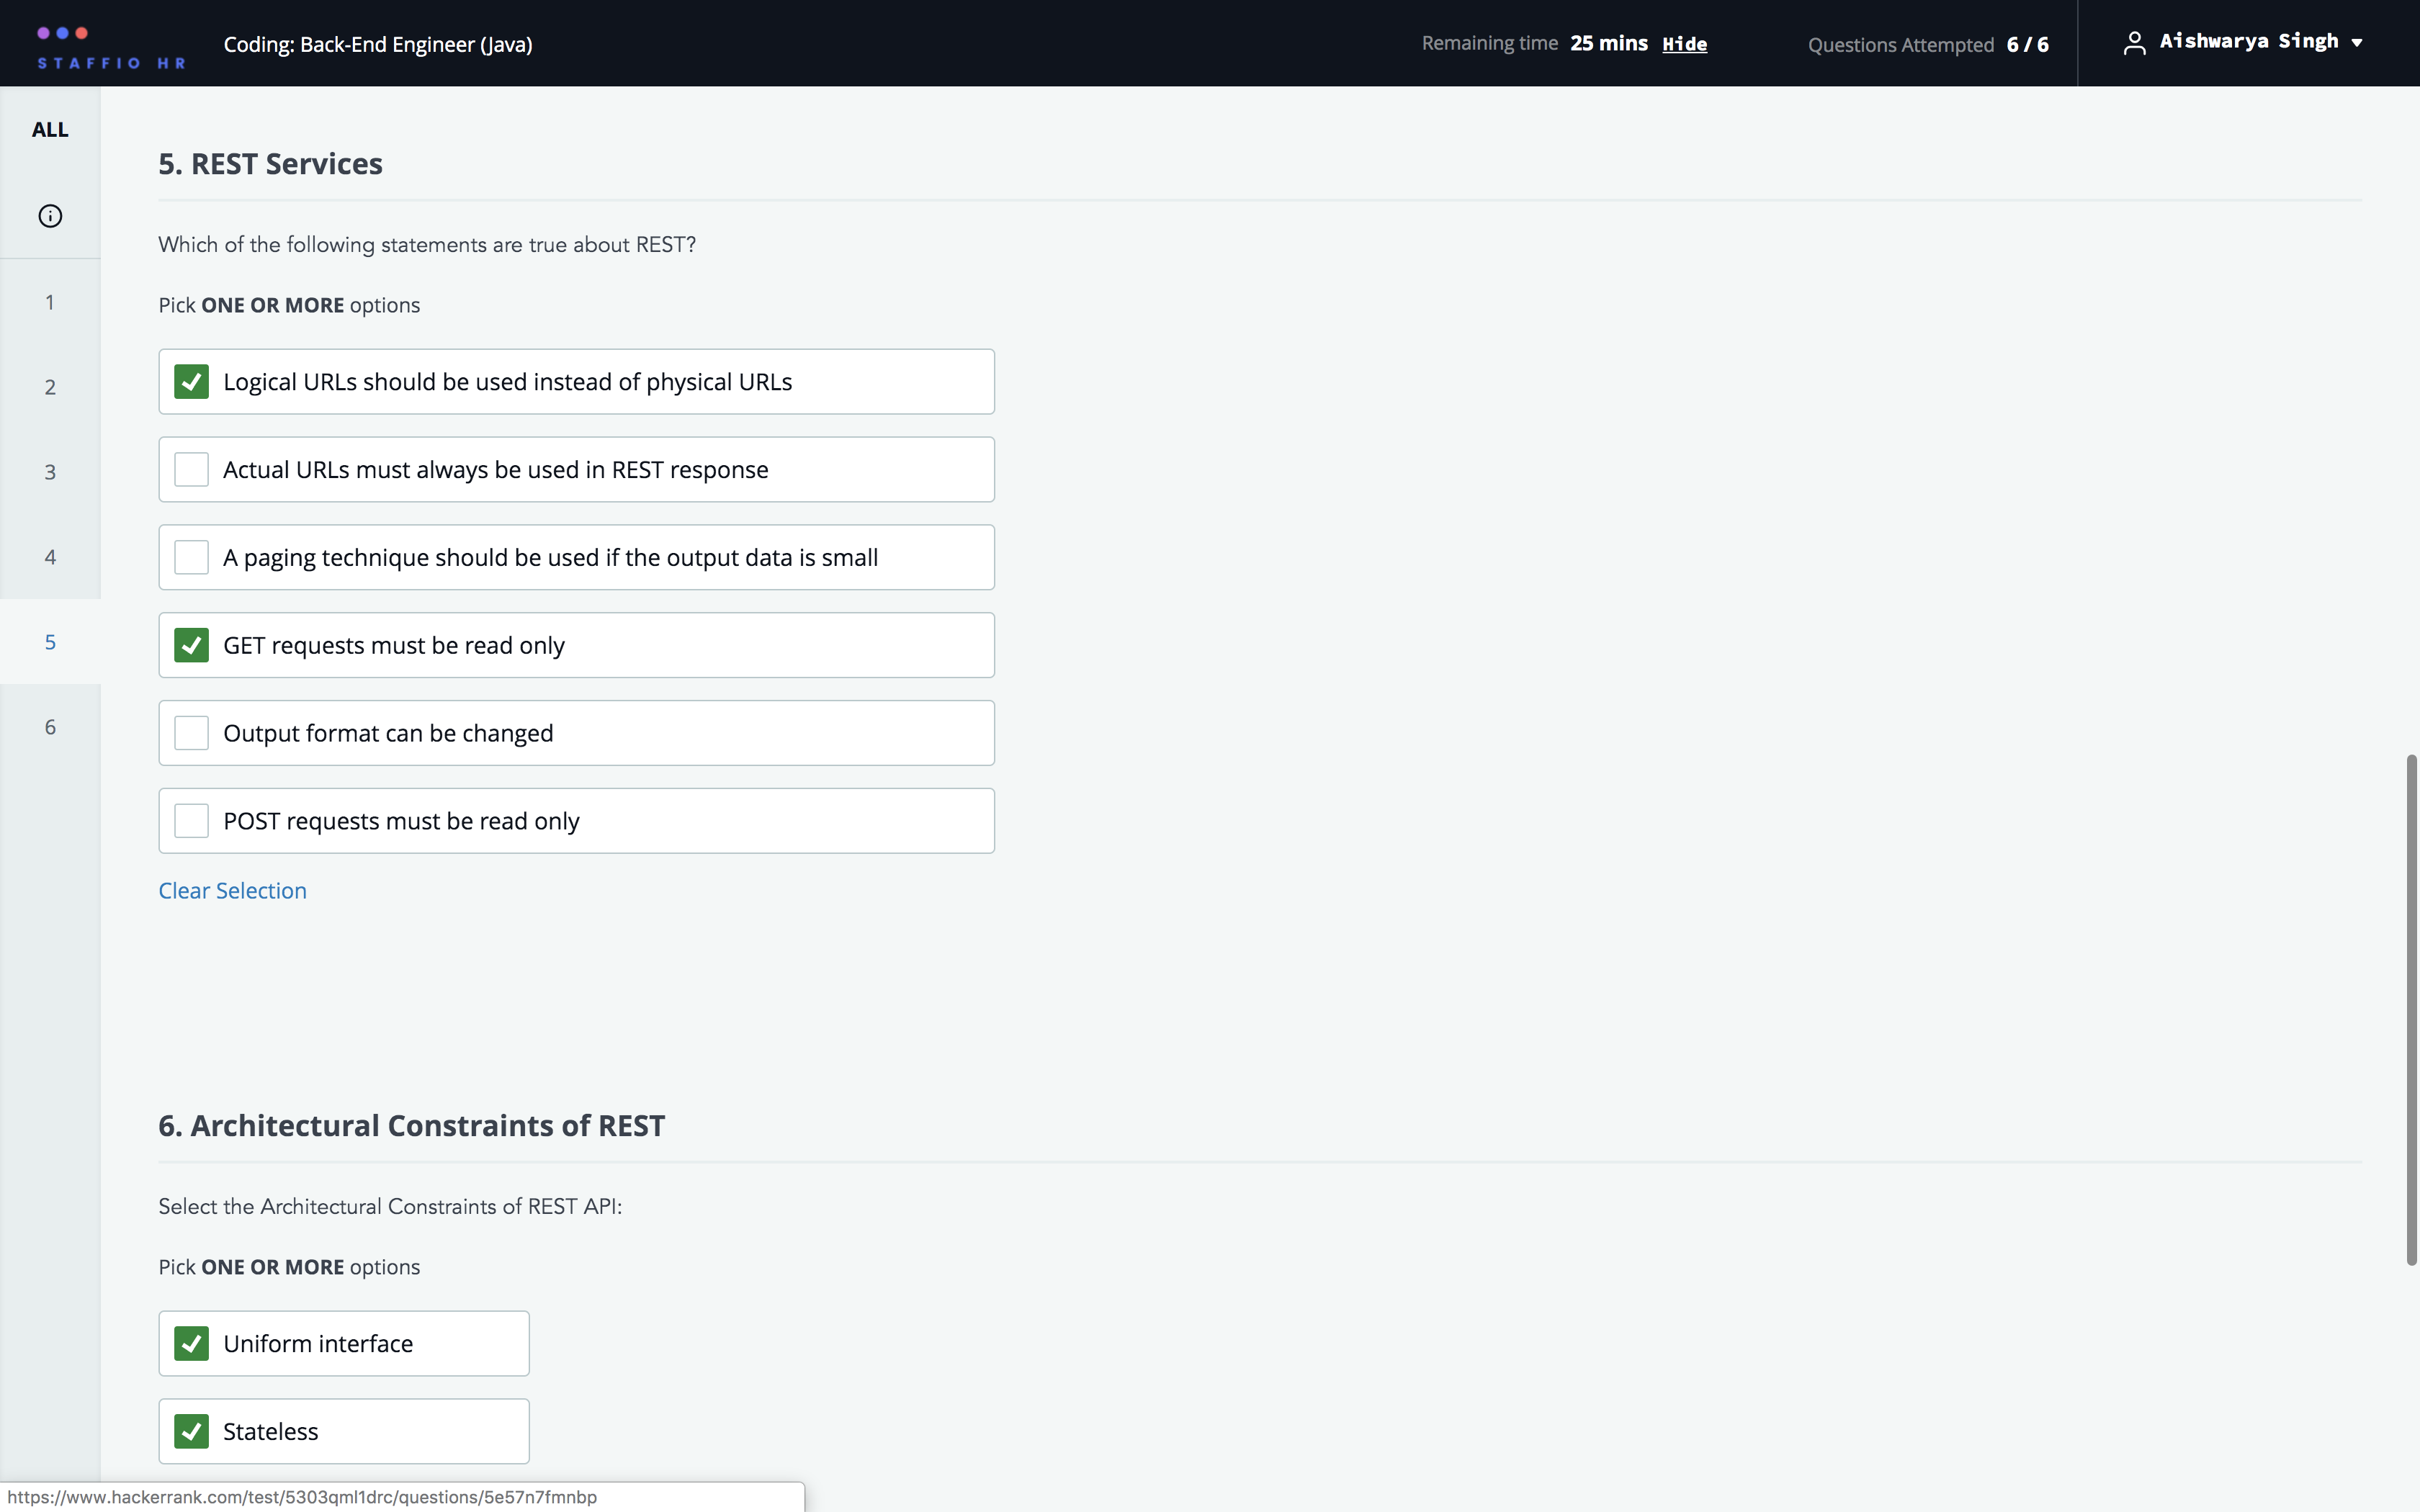 STAFFIO HR
Coding: Back-End Engineer (Java)
Remaining time 25 mins Hide
Questions Attempted 6 / 6
Aishwarya Singh
ALL
1
2
3
4
5
6
5. REST Services
Which of the following statements are true about REST?
Pick ONE OR MORE options
Logical URLs should be used instead of physical URLs
Actual URLs must always be used in REST response
A paging technique should be used if the output data is small
GET requests must be read only
Output format can be changed
POST requests must be read only
Clear Selection
6. Architectural Constraints of REST
Select the Architectural Constraints of REST API:
Pick ONE OR MORE options
Uniform interface
Stateless
https://www.hackerrank.com/test/5303qml1drc/questions/5e57n7fmnbp